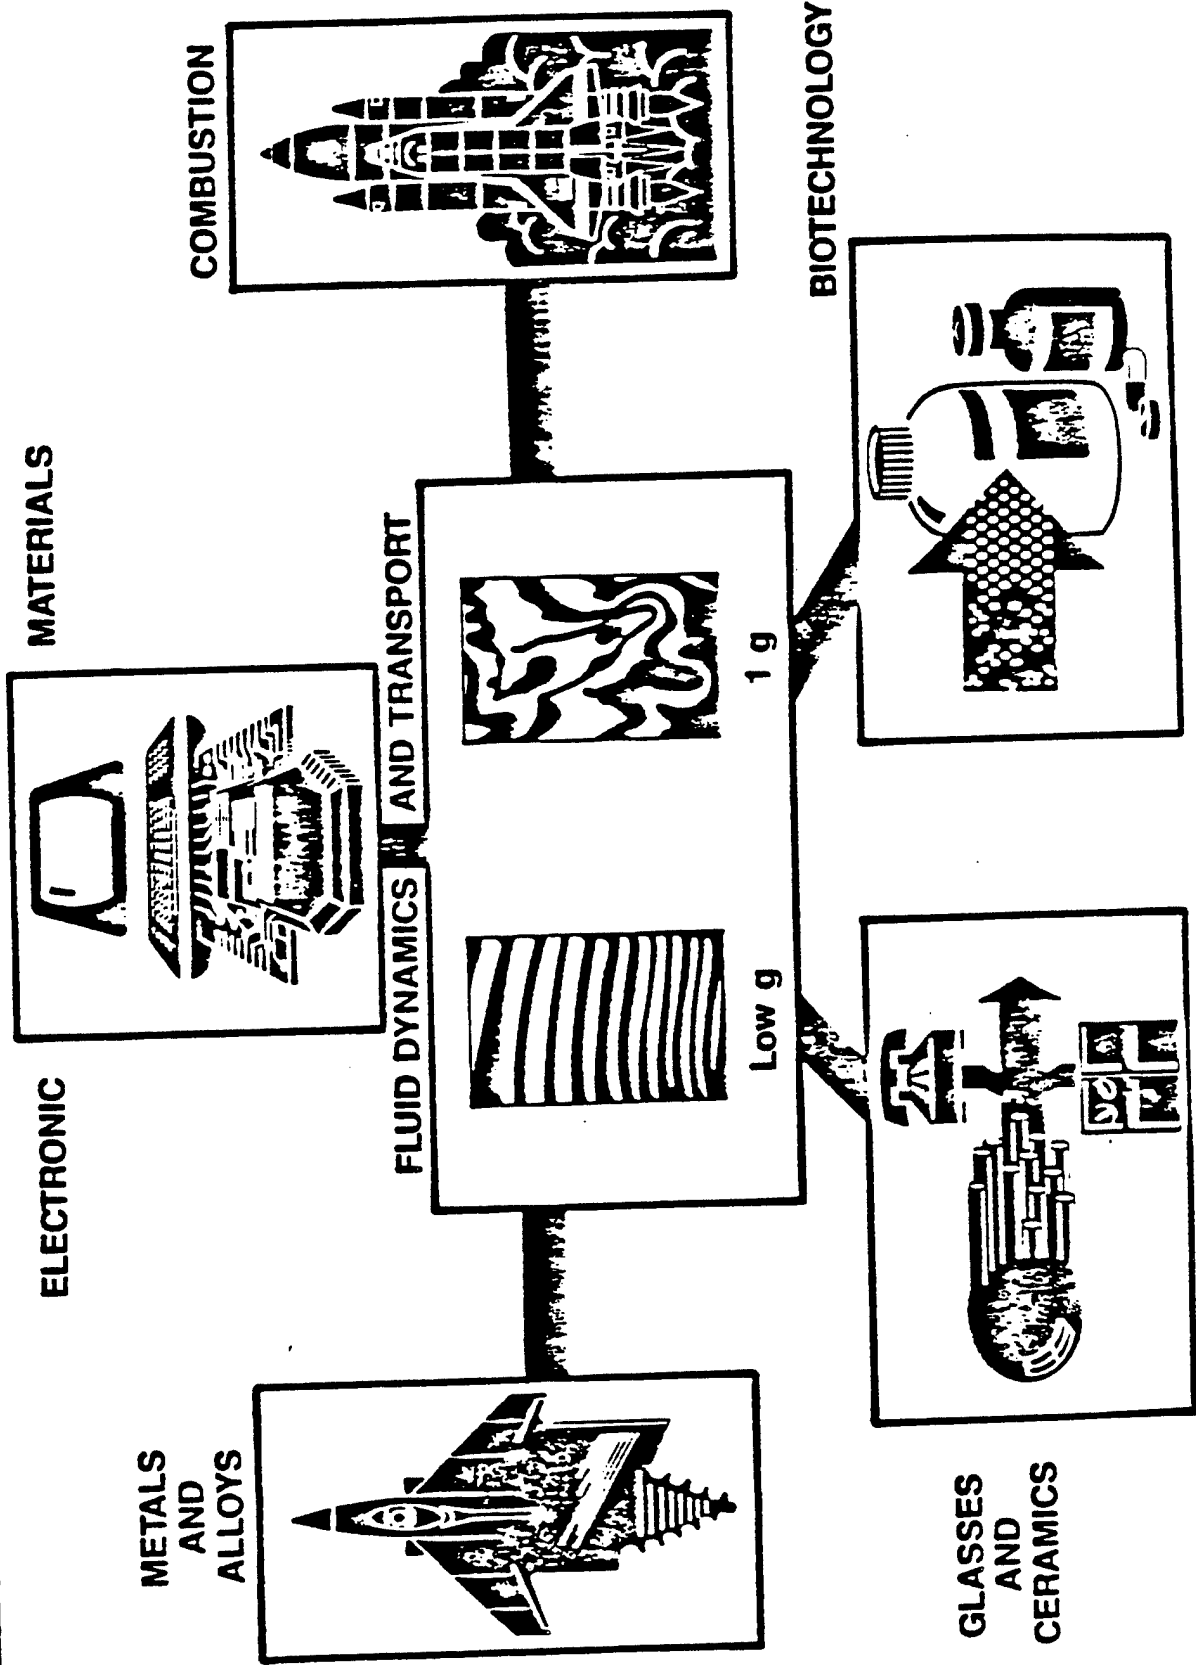 ELECTRONIC MATERIALS
METALS
AND
ALLOYS
COMBUSTION
FLUID DYNAMICS AND TRANSPORT
Low g
1 g
GLASSES
AND
CERAMICS
BIOTECHNOLOGY